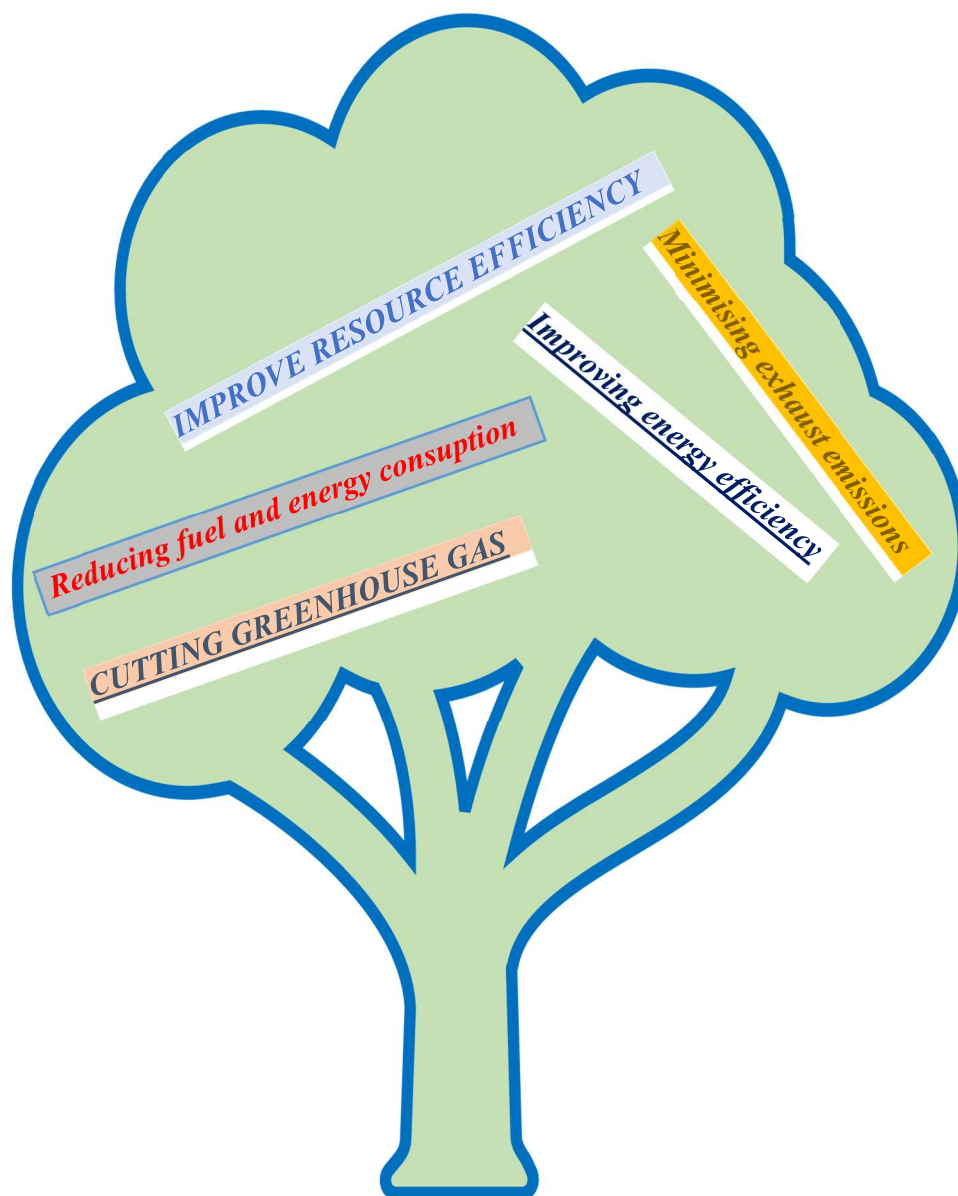 IMPROVE RESOURCE EFFICIENCY
Minimising exhaust emissions
Improving energy efficiency
Reducing fuel and energy consuption
CUTTING GREENHOUSE GAS